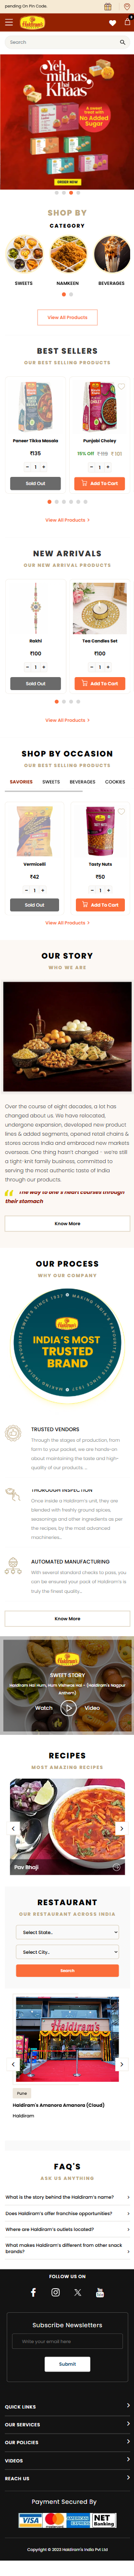 pending On Ptr Code.
Haldiram's
Search
Yeh
mithas
hai
khaas
A sweet
treat with
No Added
Sugar
ORDER NOW
SHOP BY
CATEGORY
SWEETS NAMKEEN BEVERAGES
View All Products
BEST SELLERS
OUR BEST SELLING PRODUCTS
Paneer Tikka Masala
₹135
- 1 +
Sold Out
Punjabi Choley
15% Off ₹119 ₹101
- 1 +
Add To Cart
View All Products >
NEW ARRIVALS
OUR NEW ARRIVAL PRODUCTS
Rakhi
₹100
- 1 +
Sold Out
Tea Candles Set
₹100
- 1 +
Add To Cart
View All Products >
SHOP BY OCCASION
OUR BEST SELLING PRODUCTS
SAVORIES SWEETS BEVERAGES COOKIES
Vermicelli
₹42
- 1 +
Sold Out
Tasty Nuts
₹50
- 1 +
Add To Cart
View All Products >
OUR STORY
WHO WE ARE
Over the course of eight decades, a lot has
changed about us. We have relocated,
undergone expansion, developed new product
lines & added segments, opened retail chains &
stores across India and embraced new markets
overseas. One thing hasn't changed - we're still
a tight-knit family business, committed to
serving the most authentic taste of India
through our products.
The way to one's heart courses through
their stomach
Know More
OUR PROCESS
WHY OUR COMPANY
Haldiram's
INDIA'S MOST
TRUSTED
BRAND
TRUSTED VENDORS
Through the stage of production, from
farm to your packet, we are hands-on
about maintaining the taste and high-
quality of our products ...
THOROUGH INSPECTION
Once inside a Haldiram's unit, they are
blended with freshly ground spices,
seasonings and other ingredients as per
the recipes, by the most advanced
machineries...
AUTOMATED MANUFACTURING
With several standard checks to pass, you
can be ensured your pack of Haldiram's is
truly the finest quality...
Know More
Haldiram's
SWEET STORY
Haldiram Hai Hum, Hum Vishwas Hai - (Haldiram's Nagpur
Anthem)
Watch Video
RECIPES
MOST AMAZING RECIPES
Pav Bhaji
RESTAURANT
OUR RESTAURANT ACROSS INDIA
Select State..
Select City..
Search
Haldiram's
Pune
Haldiram's Amanora Amanora (Cloud)
Haldiram
FAQ'S
ASK US ANYTHING
What is the story behind the Haldiram's name?
Does Haldiram's offer franchise opportunities?
Where are Haldiram's outlets located?
What makes Haldiram's different from other snack
brands?
FOLLOW US ON
Subscribe Newsletters
Write your email here
Submit
QUICK LINKS
OUR SERVICES
OUR POLICES
VIDEOS
REACH US
Payment Secured By
VISA MasterCard AMERICAN EXPRESS Net Banking
Copyright © 2023 Haldiram's India Pvt Ltd